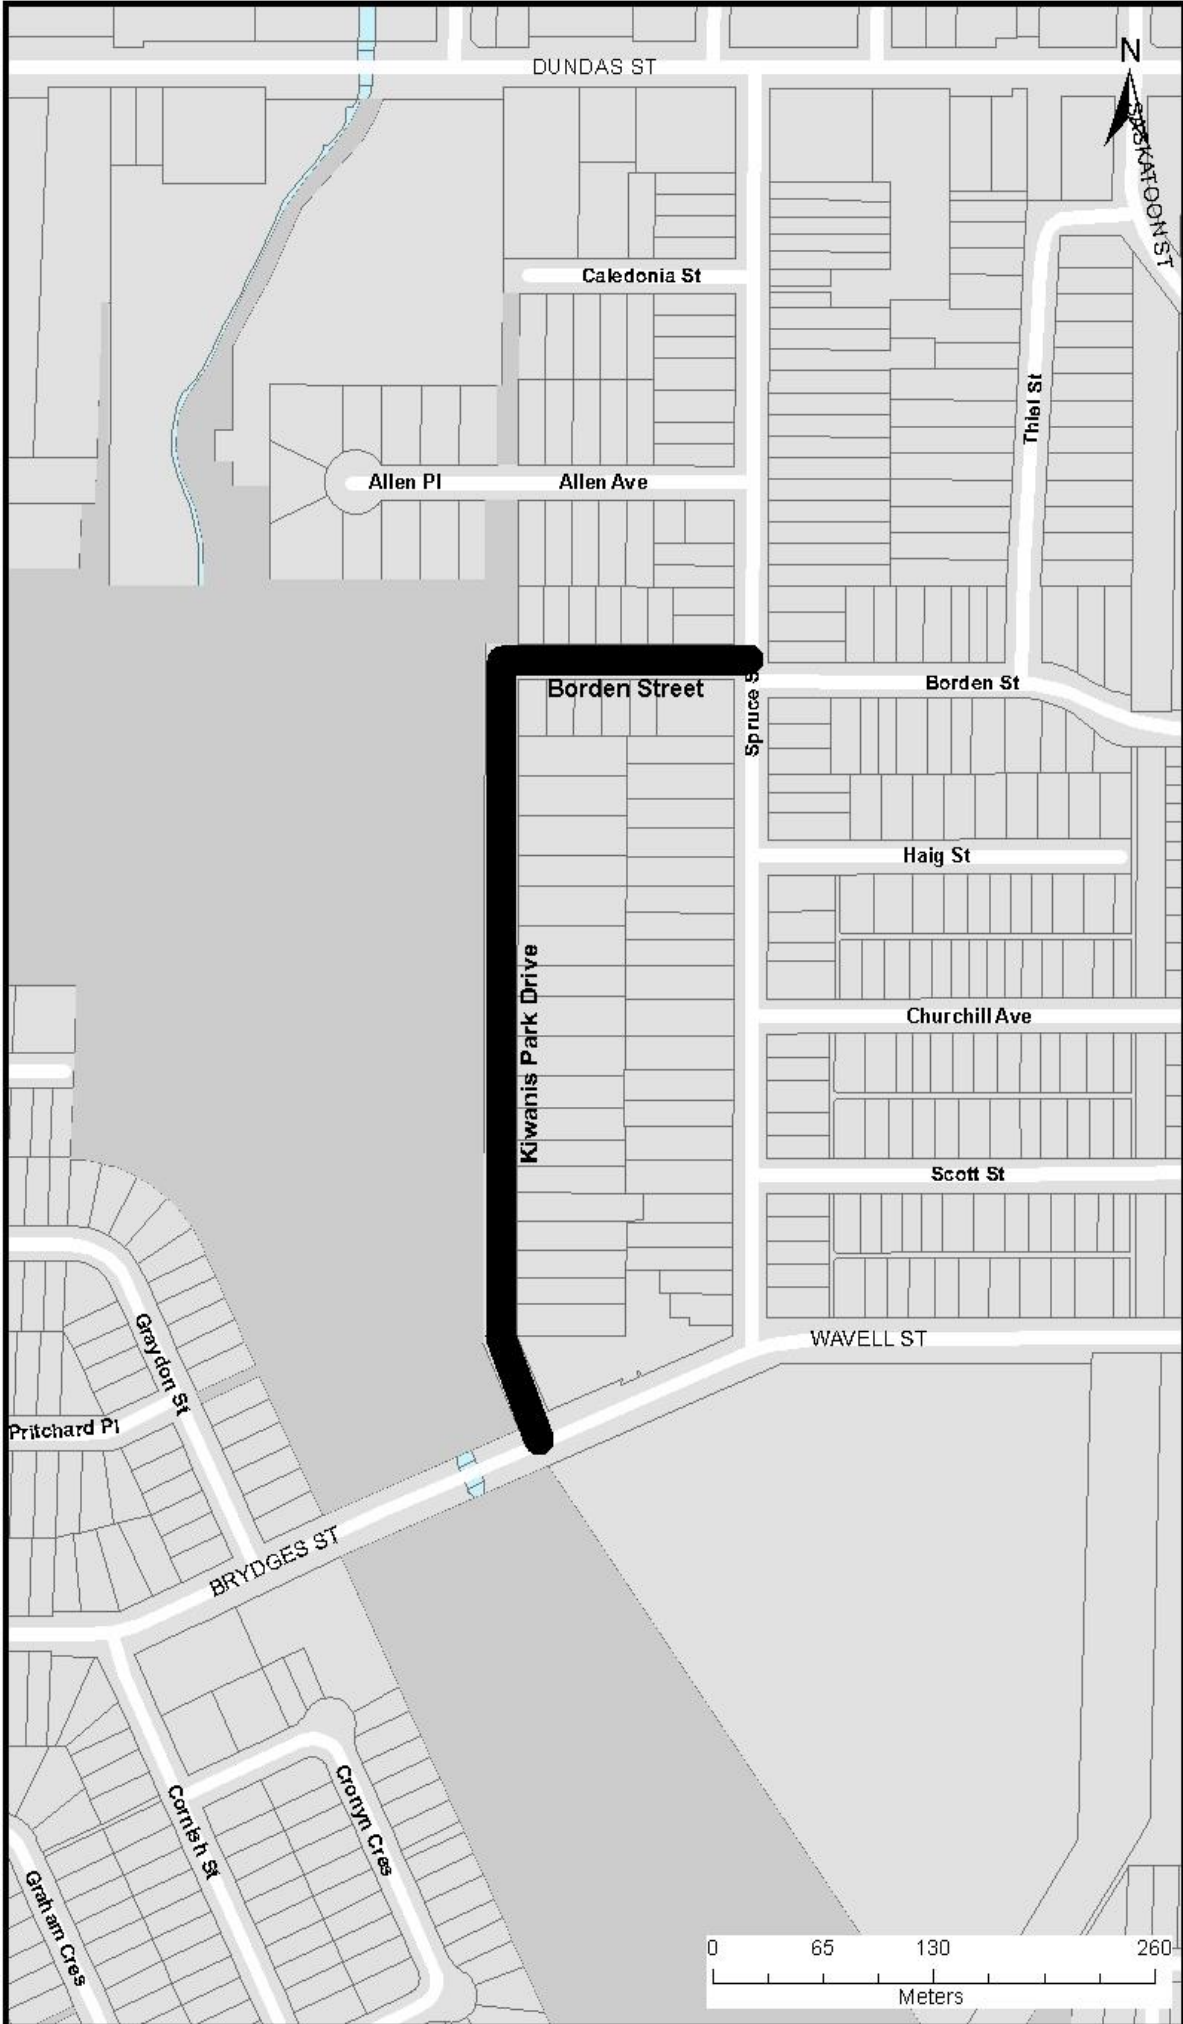 DUNDAS ST
N
SASKATOON ST
Caledonia St
Thiel St
Allen Pl
Allen Ave
Borden Street
Spruce S
Borden St
Haig St
Kiwanis Park Drive
Churchill Ave
Scott St
WAVELL ST
Graydon St
Pritchard Pl
BRYDGES ST
Cornish St
Cronyn Cres
Graham Cres
0 65 130 260
Meters